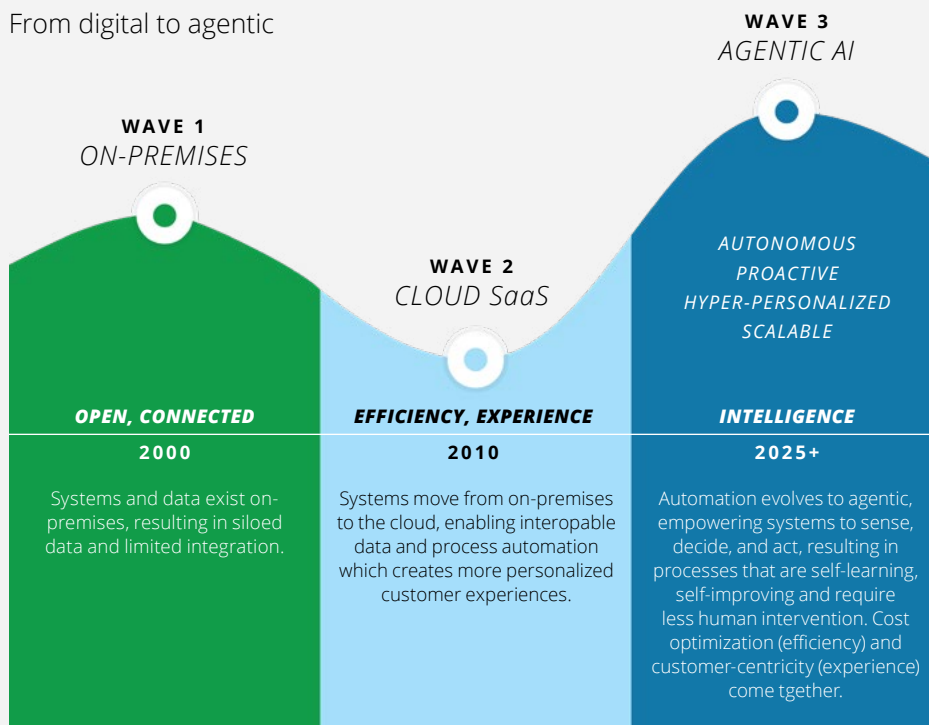 From digital to agentic
WAVE 1
ON-PREMISES
WAVE 2
CLOUD SaaS
WAVE 3
AGENTIC AI
AUTONOMOUS
PROACTIVE
HYPER-PERSONALIZED
SCALABLE
OPEN, CONNECTED
2000
Systems and data exist on-
premises, resulting in siloed
data and limited integration.
EFFICIENCY, EXPERIENCE
2010
Systems move from on-premises
to the cloud, enabling interopable
data and process automation
which creates more personalized
customer experiences.
INTELLIGENCE
2025+
Automation evolves to agentic,
empowering systems to sense,
decide, and act, resulting in
processes that are self-learning,
self-improving and require
less human intervention. Cost
optimization (efficiency) and
customer-centricity (experience)
come tgether.